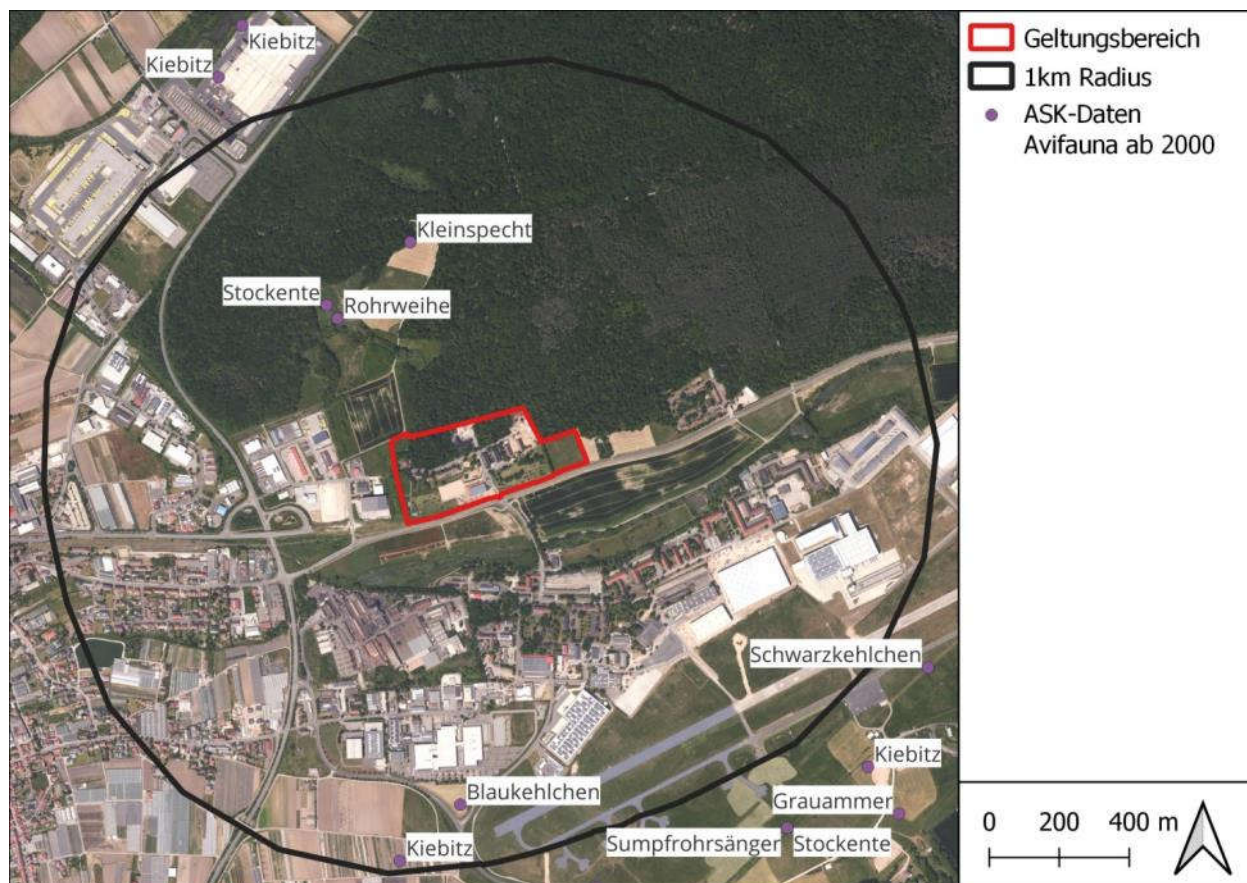 Kiebitz
Kiebitz
Kleinspecht
Stockente
Rohrweihe
Schwarzkehlchen
Kiebitz
Blaukehlchen
Grauammer
Sumpfrohrsänger
Stockente
Kiebitz
Geltungsbereich
1km Radius
ASK-Daten
Avifauna ab 2000
0 200 400 m